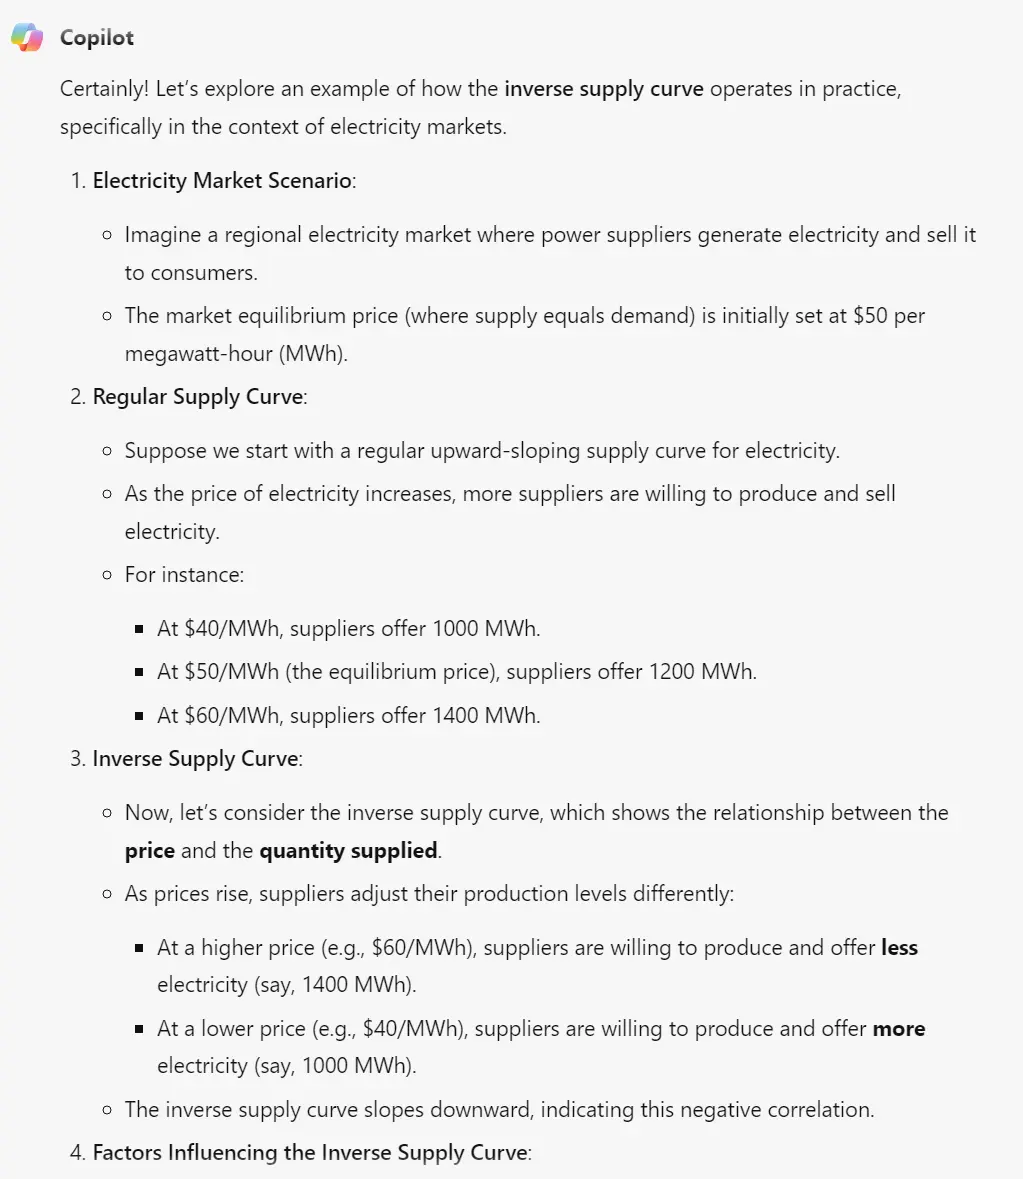 Copilot
Certainly! Let’s explore an example of how the inverse supply curve operates in practice,
specifically in the context of electricity markets.
1. Electricity Market Scenario:
○ Imagine a regional electricity market where power suppliers generate electricity and sell it
to consumers.
○ The market equilibrium price (where supply equals demand) is initially set at $50 per
megawatt-hour (MWh).
2. Regular Supply Curve:
○ Suppose we start with a regular upward-sloping supply curve for electricity.
○ As the price of electricity increases, more suppliers are willing to produce and sell
electricity.
○ For instance:
■ At $40/MWh, suppliers offer 1000 MWh.
■ At $50/MWh (the equilibrium price), suppliers offer 1200 MWh.
■ At $60/MWh, suppliers offer 1400 MWh.
3. Inverse Supply Curve:
○ Now, let’s consider the inverse supply curve, which shows the relationship between the
price and the quantity supplied.
○ As prices rise, suppliers adjust their production levels differently:
■ At a higher price (e.g., $60/MWh), suppliers are willing to produce and offer less
electricity (say, 1400 MWh).
■ At a lower price (e.g., $40/MWh), suppliers are willing to produce and offer more
electricity (say, 1000 MWh).
○ The inverse supply curve slopes downward, indicating this negative correlation.
4. Factors Influencing the Inverse Supply Curve: